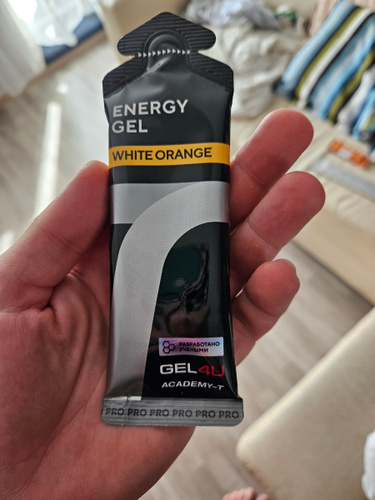 ENERGY
GEL
WHITE ORANGE
РАЗРАБОТАНО
УЧЕНЫМИ
GEL4U
ACADEMY-T
PRO PRO PRO PRO PRO PRO